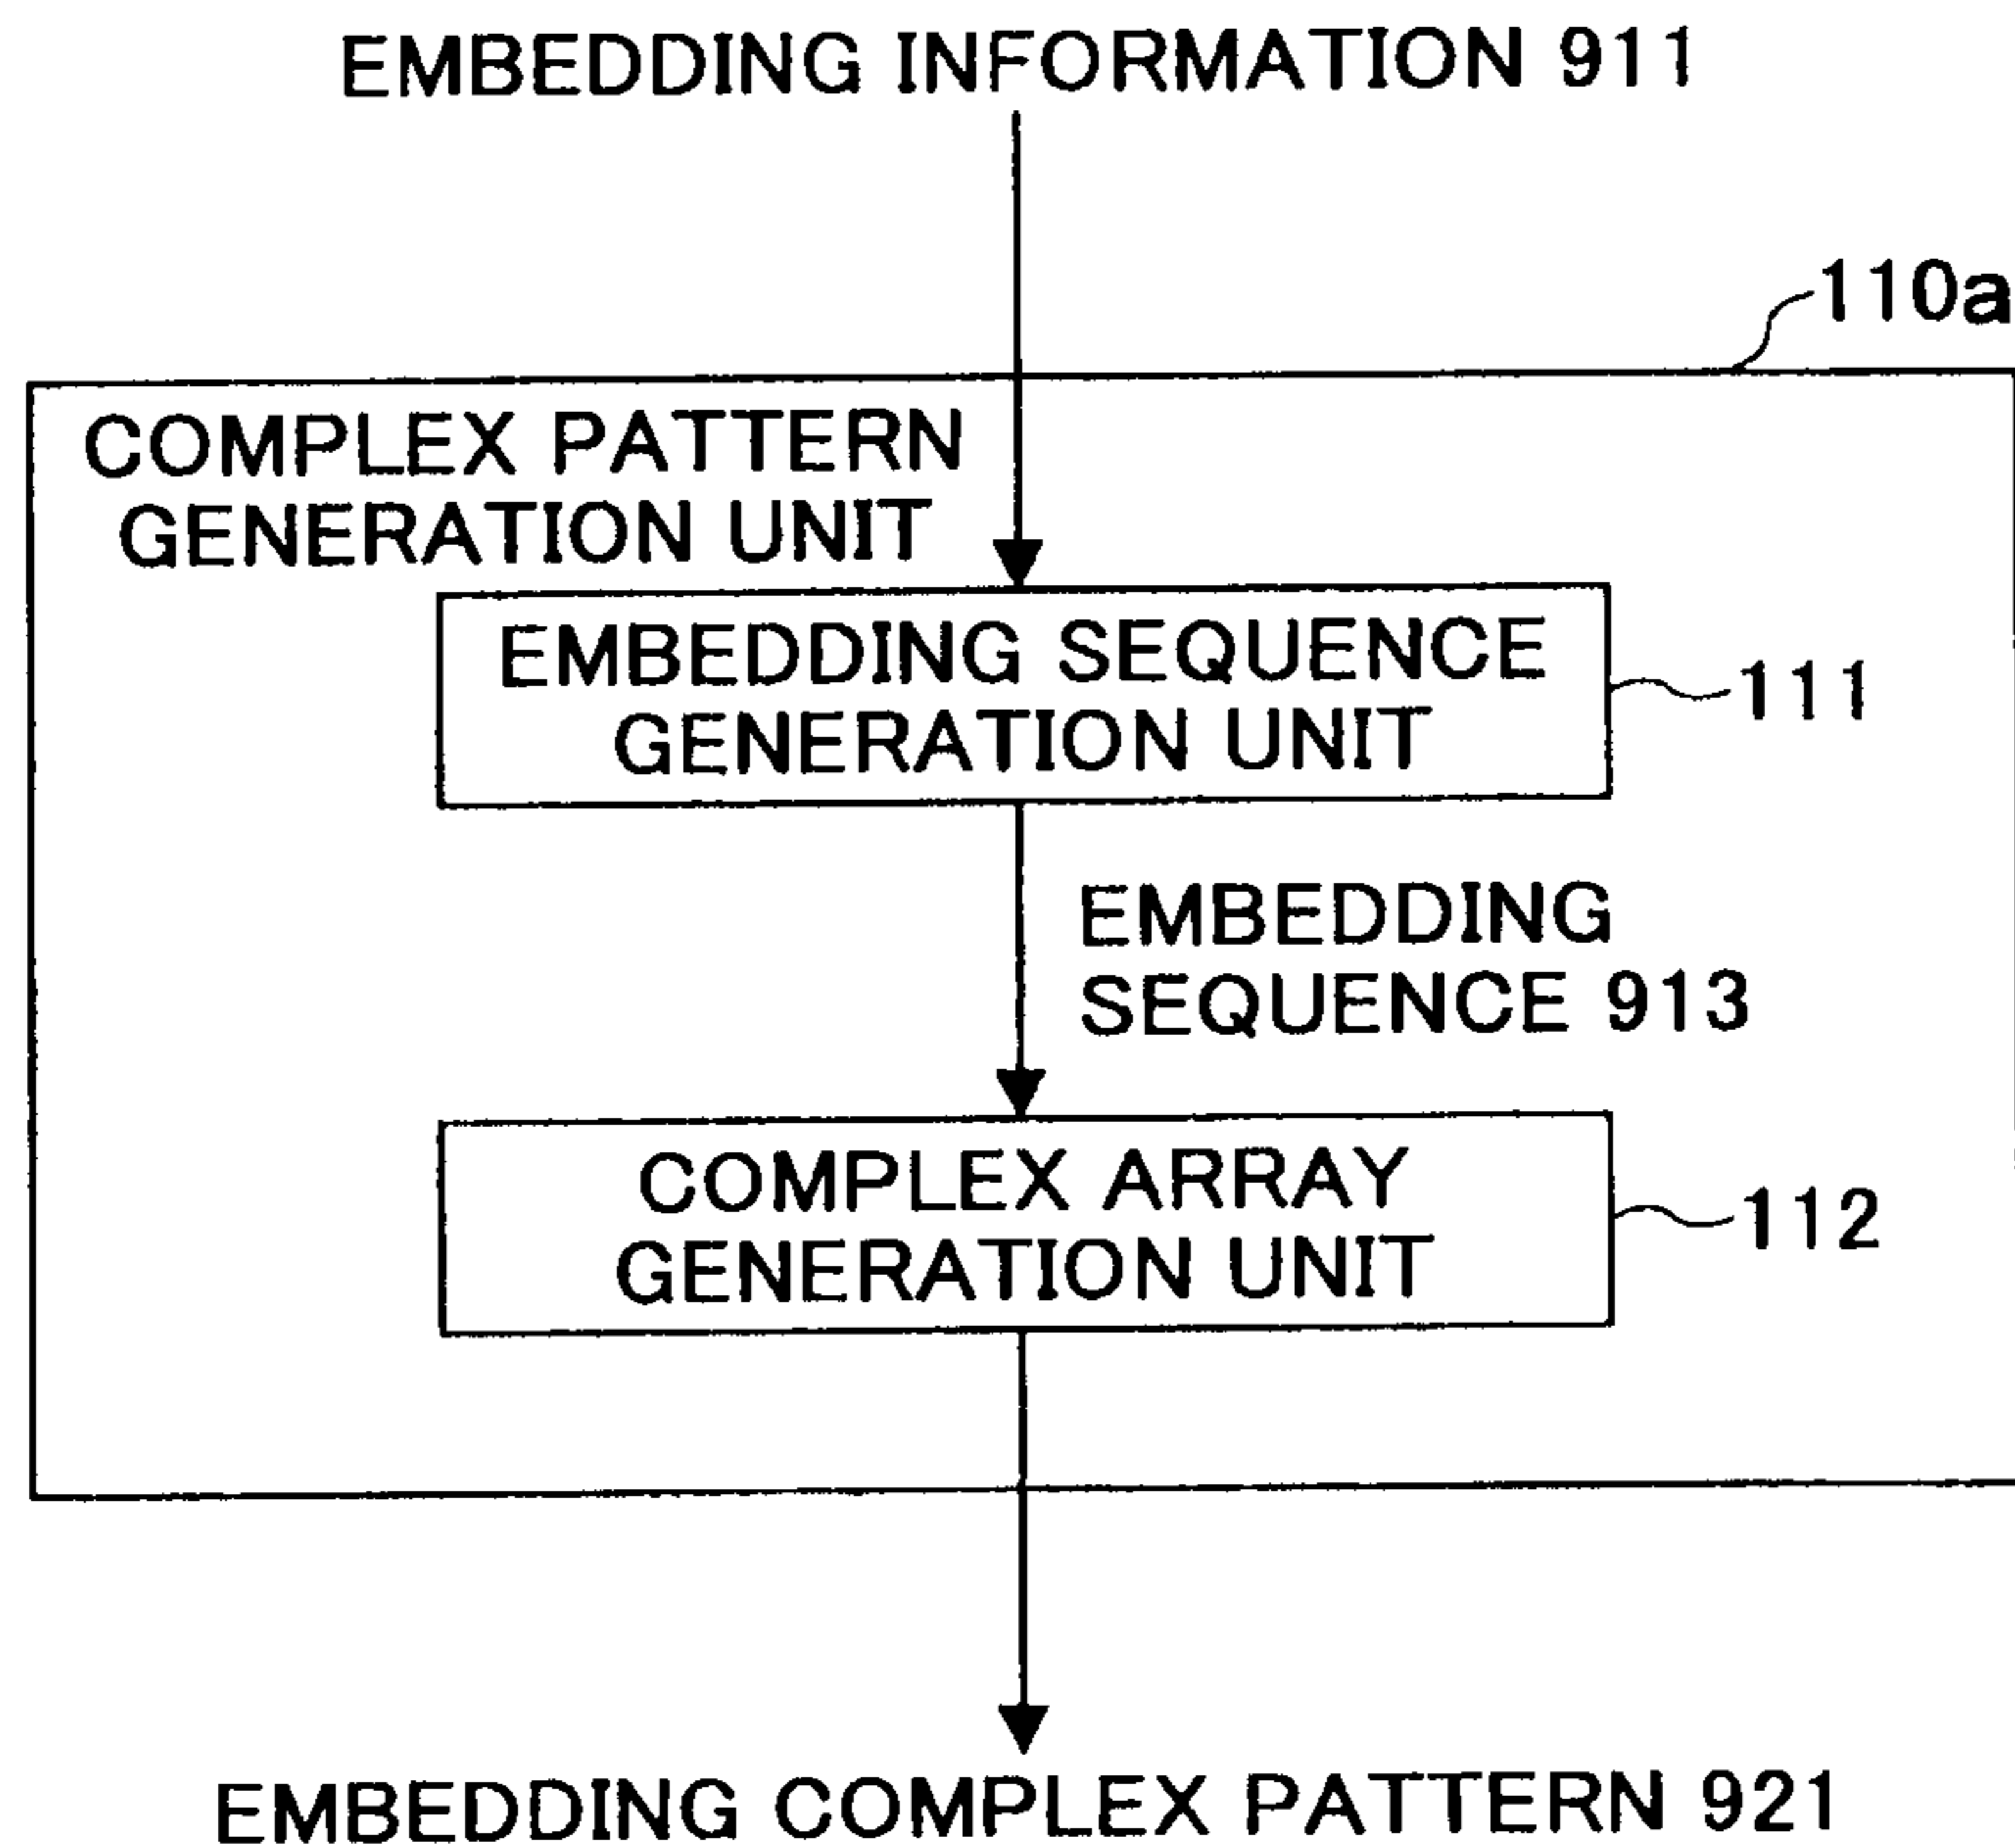 EMBEDDING INFORMATION 911
110a
COMPLEX PATTERN
GENERATION UNIT
EMBEDDING SEQUENCE
GENERATION UNIT
111
EMBEDDING
SEQUENCE 913
COMPLEX ARRAY
GENERATION UNIT
112
EMBEDDING COMPLEX PATTERN 921